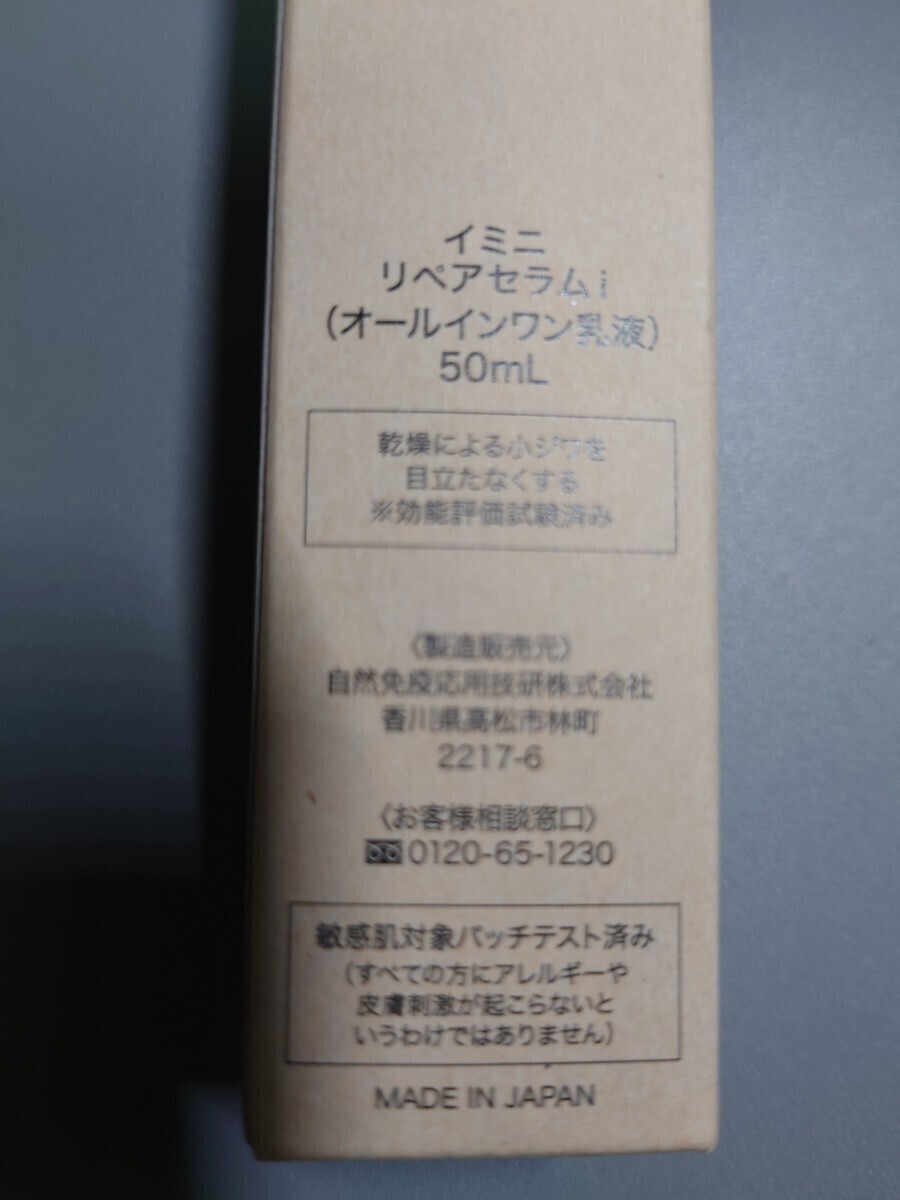 イミニ
リペアセラムi
(オールインワン乳液)
50mL
乾燥による小ジワを
目立たなくする
※効能評価試験済み
〈製造販売元〉
自然免疫応用技研株式会社
香川県高松市林町
2217-6
〈お客様相談窓口〉
0120-65-1230
敏感肌対象パッチテスト済み
(すべての方にアレルギーや
皮膚刺激が起こらないと
いうわけではありません)
MADE IN JAPAN